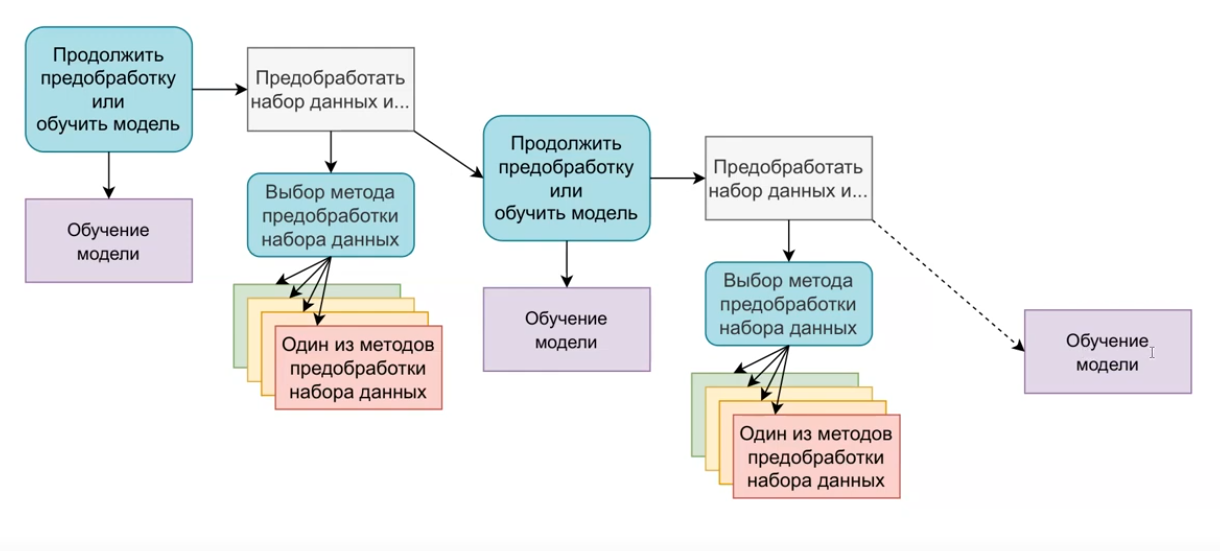 Продолжить
предобработку
или
обучить модель
Предобработать
набор данных и...
Обучение
модели
Выбор метода
предобработки
набора данных
Один из методов
предобработки
набора данных
Продолжить
предобработку
или
обучить модель
Предобработать
набор данных и...
Обучение
модели
Выбор метода
предобработки
набора данных
Один из методов
предобработки
набора данных
Обучение
модели